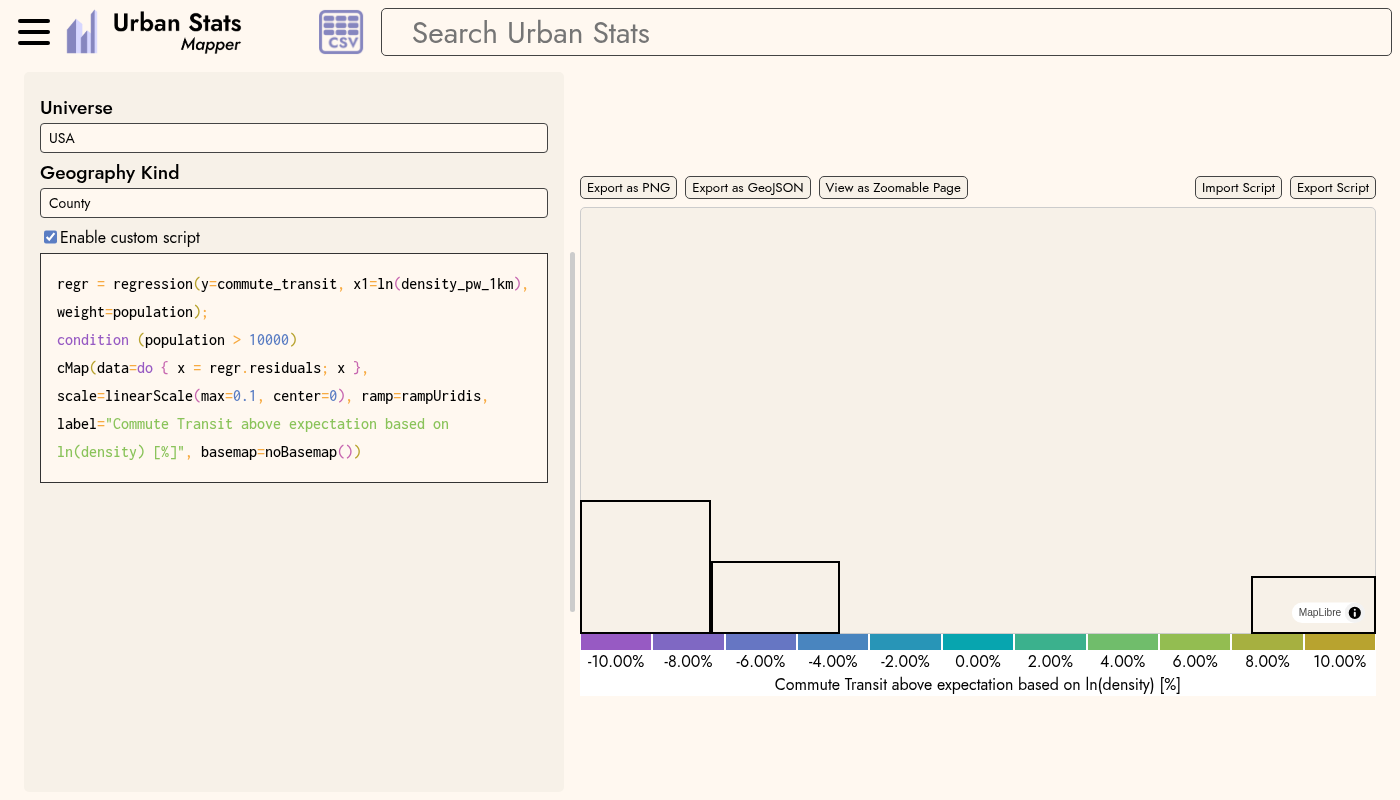 Urban Stats
Mapper
CSV
Search Urban Stats
Universe
USA
Geography Kind
County
Enable custom script
regr = regression(y=commute_transit, x1=ln(density_pw_1km),
weight=population);
condition (population > 10000)
cMap(data=do { x = regr.residuals; x },
scale=linearScale(max=0.1, center=0), ramp=rampUridis,
label="Commute Transit above expectation based on
ln(density) [%]", basemap=noBasemap())
Export as PNG
Export as GeoJSON
View as Zoomable Page
Import Script
Export Script
MapLibre
-10.00%
-8.00%
-6.00%
-4.00%
-2.00%
0.00%
2.00%
4.00%
6.00%
8.00%
10.00%
Commute Transit above expectation based on ln(density) [%]